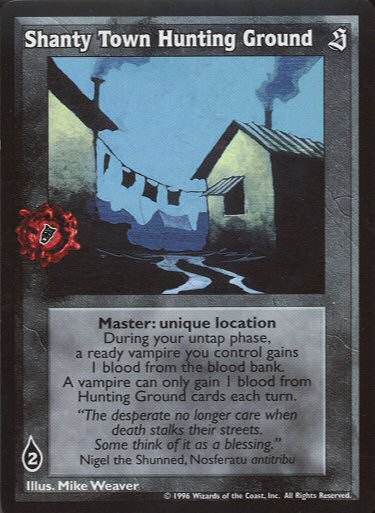 Shanty Town Hunting Ground
Master: unique location
During your untap phase,
a ready vampire you control gains
1 blood from the blood bank.
A vampire can only gain 1 blood from
Hunting Ground cards each turn.
"The desperate no longer care when
death stalks their streets.
Some think of it as a blessing."
Nigel the Shunned, Nosferatu antitribu
2
Illus. Mike Weaver
© 1996 Wizards of the Coast, Inc. All Rights Reserved.